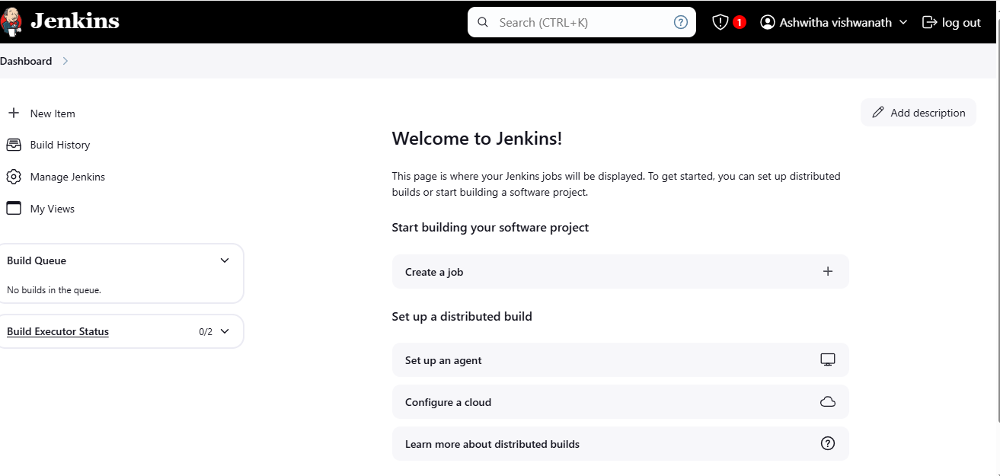 Jenkins
Search (CTRL+K)
1
Ashwitha vishwanath
log out
Dashboard
New Item
Build History
Manage Jenkins
My Views
Build Queue
No builds in the queue.
Build Executor Status
0/2
Add description
Welcome to Jenkins!
This page is where your Jenkins jobs will be displayed. To get started, you can set up distributed
builds or start building a software project.
Start building your software project
Create a job
Set up a distributed build
Set up an agent
Configure a cloud
Learn more about distributed builds